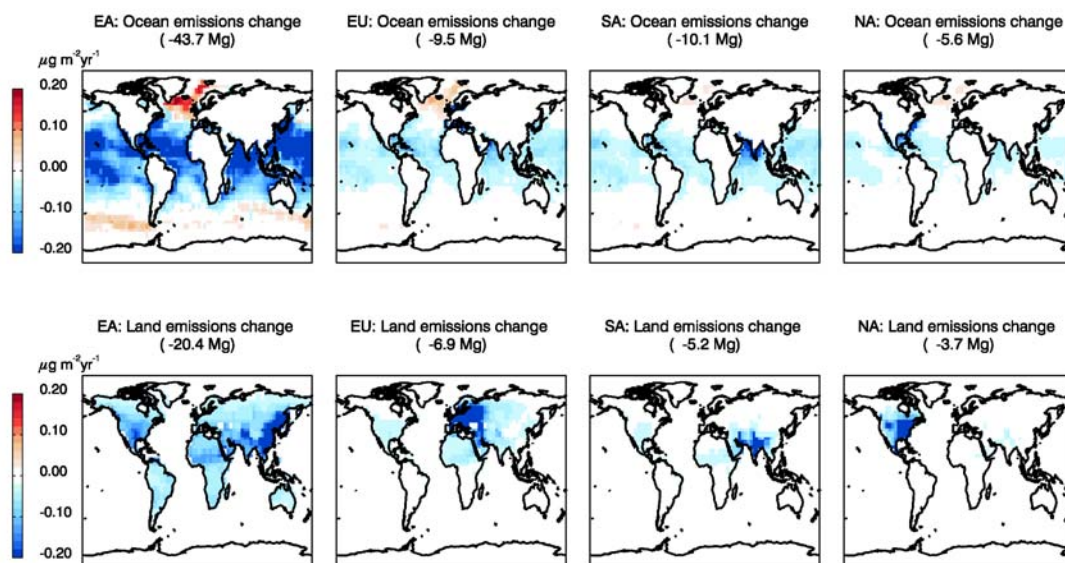 EA: Ocean emissions change
( -43.7 Mg)
EU: Ocean emissions change
( -9.5 Mg)
SA: Ocean emissions change
( -10.1 Mg)
NA: Ocean emissions change
( -5.6 Mg)
μg m⁻²yr⁻¹
0.20
0.10
0.00
-0.10
-0.20
EA: Land emissions change
( -20.4 Mg)
EU: Land emissions change
( -6.9 Mg)
SA: Land emissions change
( -5.2 Mg)
NA: Land emissions change
( -3.7 Mg)
μg m⁻²yr⁻¹
0.20
0.10
0.00
-0.10
-0.20